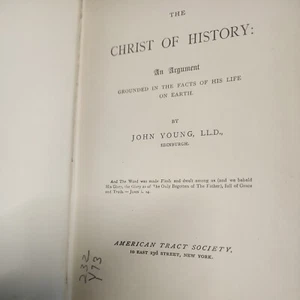 THE
CHRIST OF HISTORY:
An Argument
GROUNDED IN THE FACTS OF HIS LIFE
ON EARTH.
BY
JOHN YOUNG, LL.D.,
EDINBURGH.
And The Word was made Flesh and dwelt among us (and we beheld
His Glory, the Glory as of The Only Begotten of The Father), full of Grace
and Truth.—John i. 14.
AMERICAN TRACT SOCIETY,
10 EAST 23d STREET, NEW YORK.
232
Y73